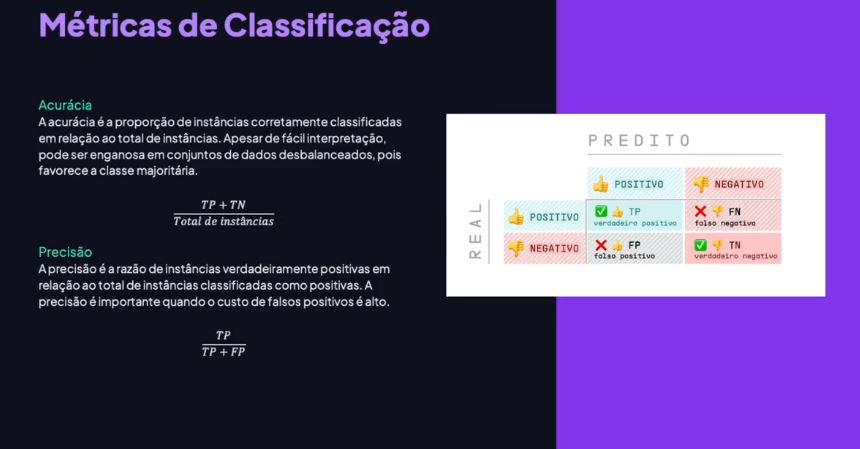 Métricas de Classificação
Acurácia
A acurácia é a proporção de instâncias corretamente classificadas
em relação ao total de instâncias. Apesar de fácil interpretação,
pode ser enganosa em conjuntos de dados desbalanceados, pois
favorece a classe majoritária.
TP + TN
Total de instâncias
Precisão
A precisão é a razão de instâncias verdadeiramente positivas em
relação ao total de instâncias classificadas como positivas. A
precisão é importante quando o custo de falsos positivos é alto.
TP
TP + FP
PREDITO
👍 POSITIVO 👎 NEGATIVO
REAL
👍 POSITIVO ✅ 👍 TP ❌ 👎 FN
verdadeiro positivo falso negativo
👎 NEGATIVO ❌ 👍 FP ✅ 👎 TN
falso positivo verdadeiro negativo